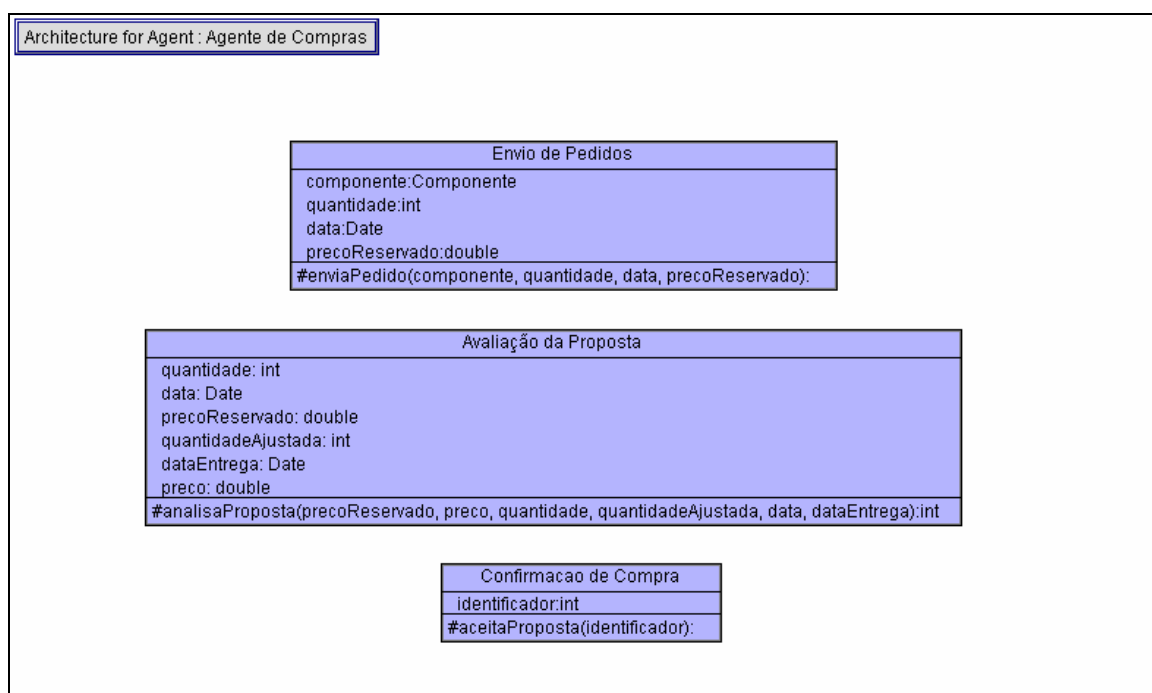 Architecture for Agent : Agente de Compras
Envio de Pedidos
componente:Componente
quantidade:int
data:Date
precoReservado:double
#enviaPedido(componente, quantidade, data, precoReservado):
Avaliação da Proposta
quantidade: int
data: Date
precoReservado: double
quantidadeAjustada: int
dataEntrega: Date
preco: double
#analisaProposta(precoReservado, preco, quantidade, quantidadeAjustada, data, dataEntrega):int
Confirmacao de Compra
identificador:int
#aceitaProposta(identificador):